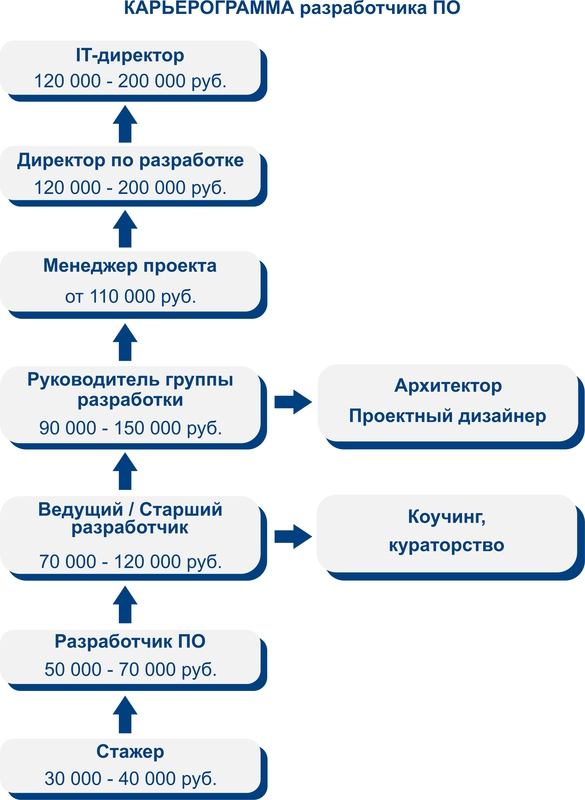 КАРЬЕРОГРАММА разработчика ПО
IT-директор
120 000 - 200 000 руб.
Директор по разработке
120 000 - 200 000 руб.
Менеджер проекта
от 110 000 руб.
Руководитель группы
разработки
90 000 - 150 000 руб.
Архитектор
Проектный дизайнер
Ведущий / Старший
разработчик
70 000 - 120 000 руб.
Коучинг,
кураторство
Разработчик ПО
50 000 - 70 000 руб.
Стажер
30 000 - 40 000 руб.